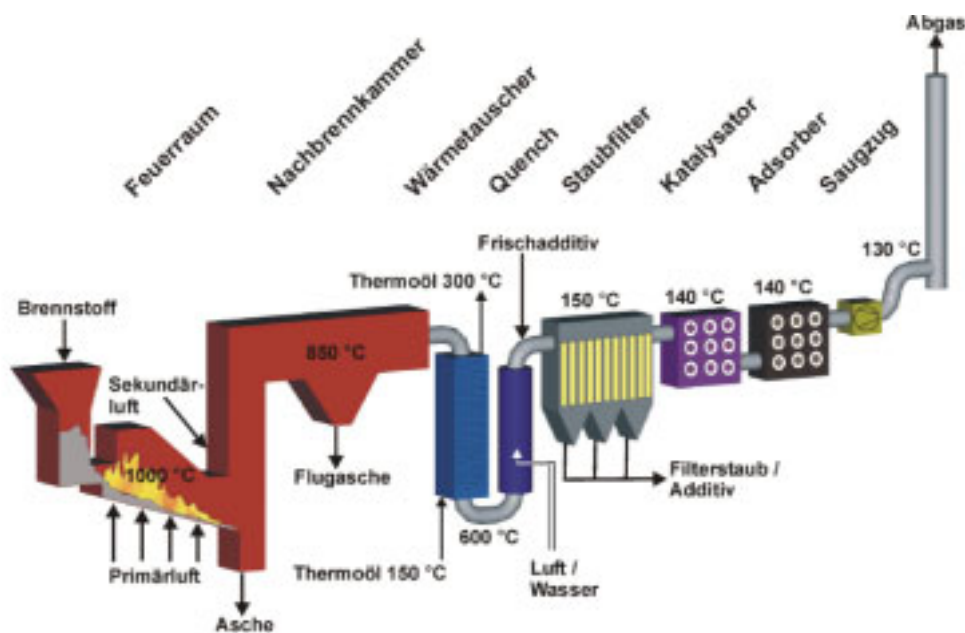 Abgas
Feuerraum
Nachbrennkammer
Wärmetauscher
Quench
Staubfilter
Katalysator
Adsorber
Saugzug
130 °C
Frischadditiv
Thermoöl 300 °C
150 °C
140 °C
140 °C
Brennstoff
850 °C
Sekundär-
luft
1000 °C
Flugasche
Filterstaub /
Additiv
600 °C
Primärluft
Thermoöl 150 °C
Luft /
Wasser
Asche